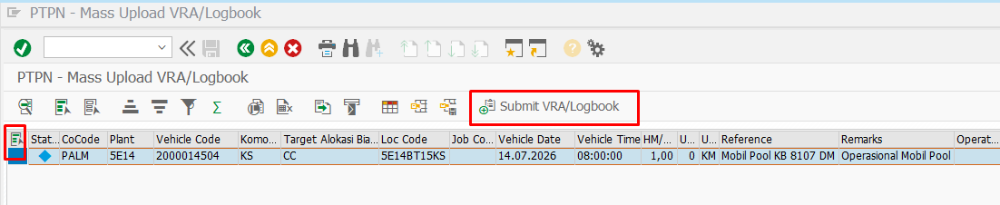 PTPN - Mass Upload VRA/Logbook
PTPN - Mass Upload VRA/Logbook
Submit VRA/Logbook
Stat... CoCode Plant Vehicle Code Komo... Target Alokasi Bia... Loc Code Job Co... Vehicle Date Vehicle Time HM/... U... U... Reference Remarks Operat...
PALM 5E14 2000014504 KS CC 5E14BT15KS 14.07.2026 08:00:00 1,00 0 KM Mobil Pool KB 8107 DM Operasional Mobil Pool